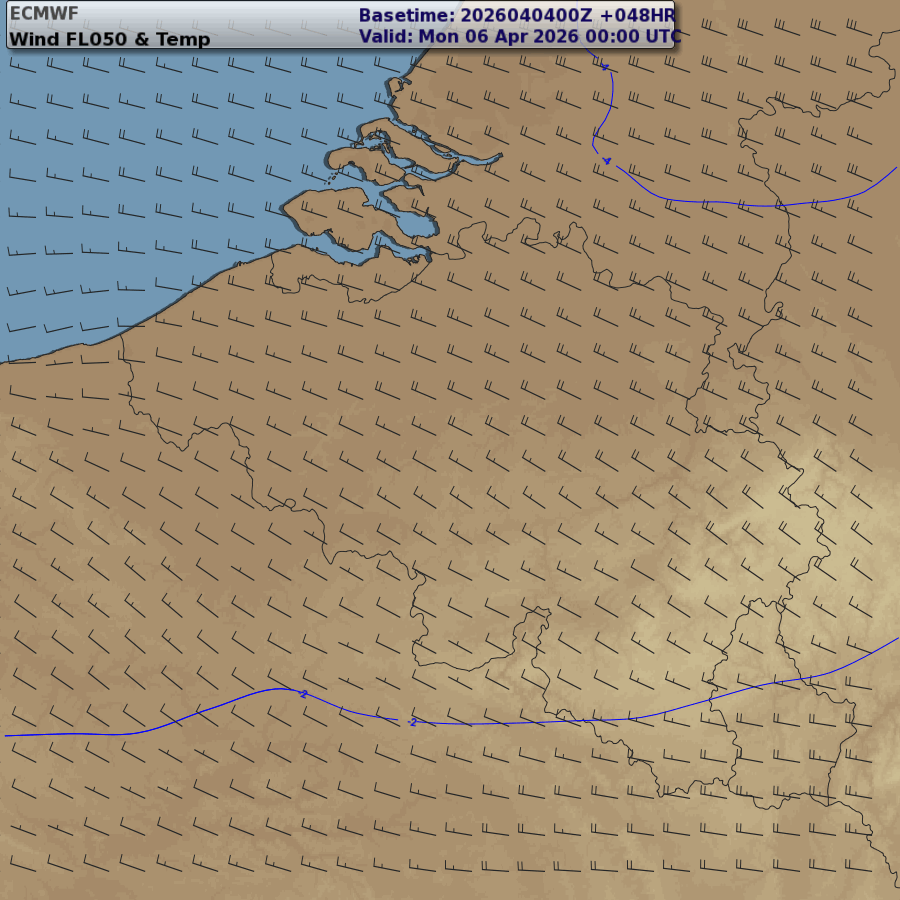 ECMWF
Basetime: 2026040400Z +048HR
Wind FL050 & Temp
Valid: Mon 06 Apr 2026 00:00 UTC
-4
-4
-2
-2